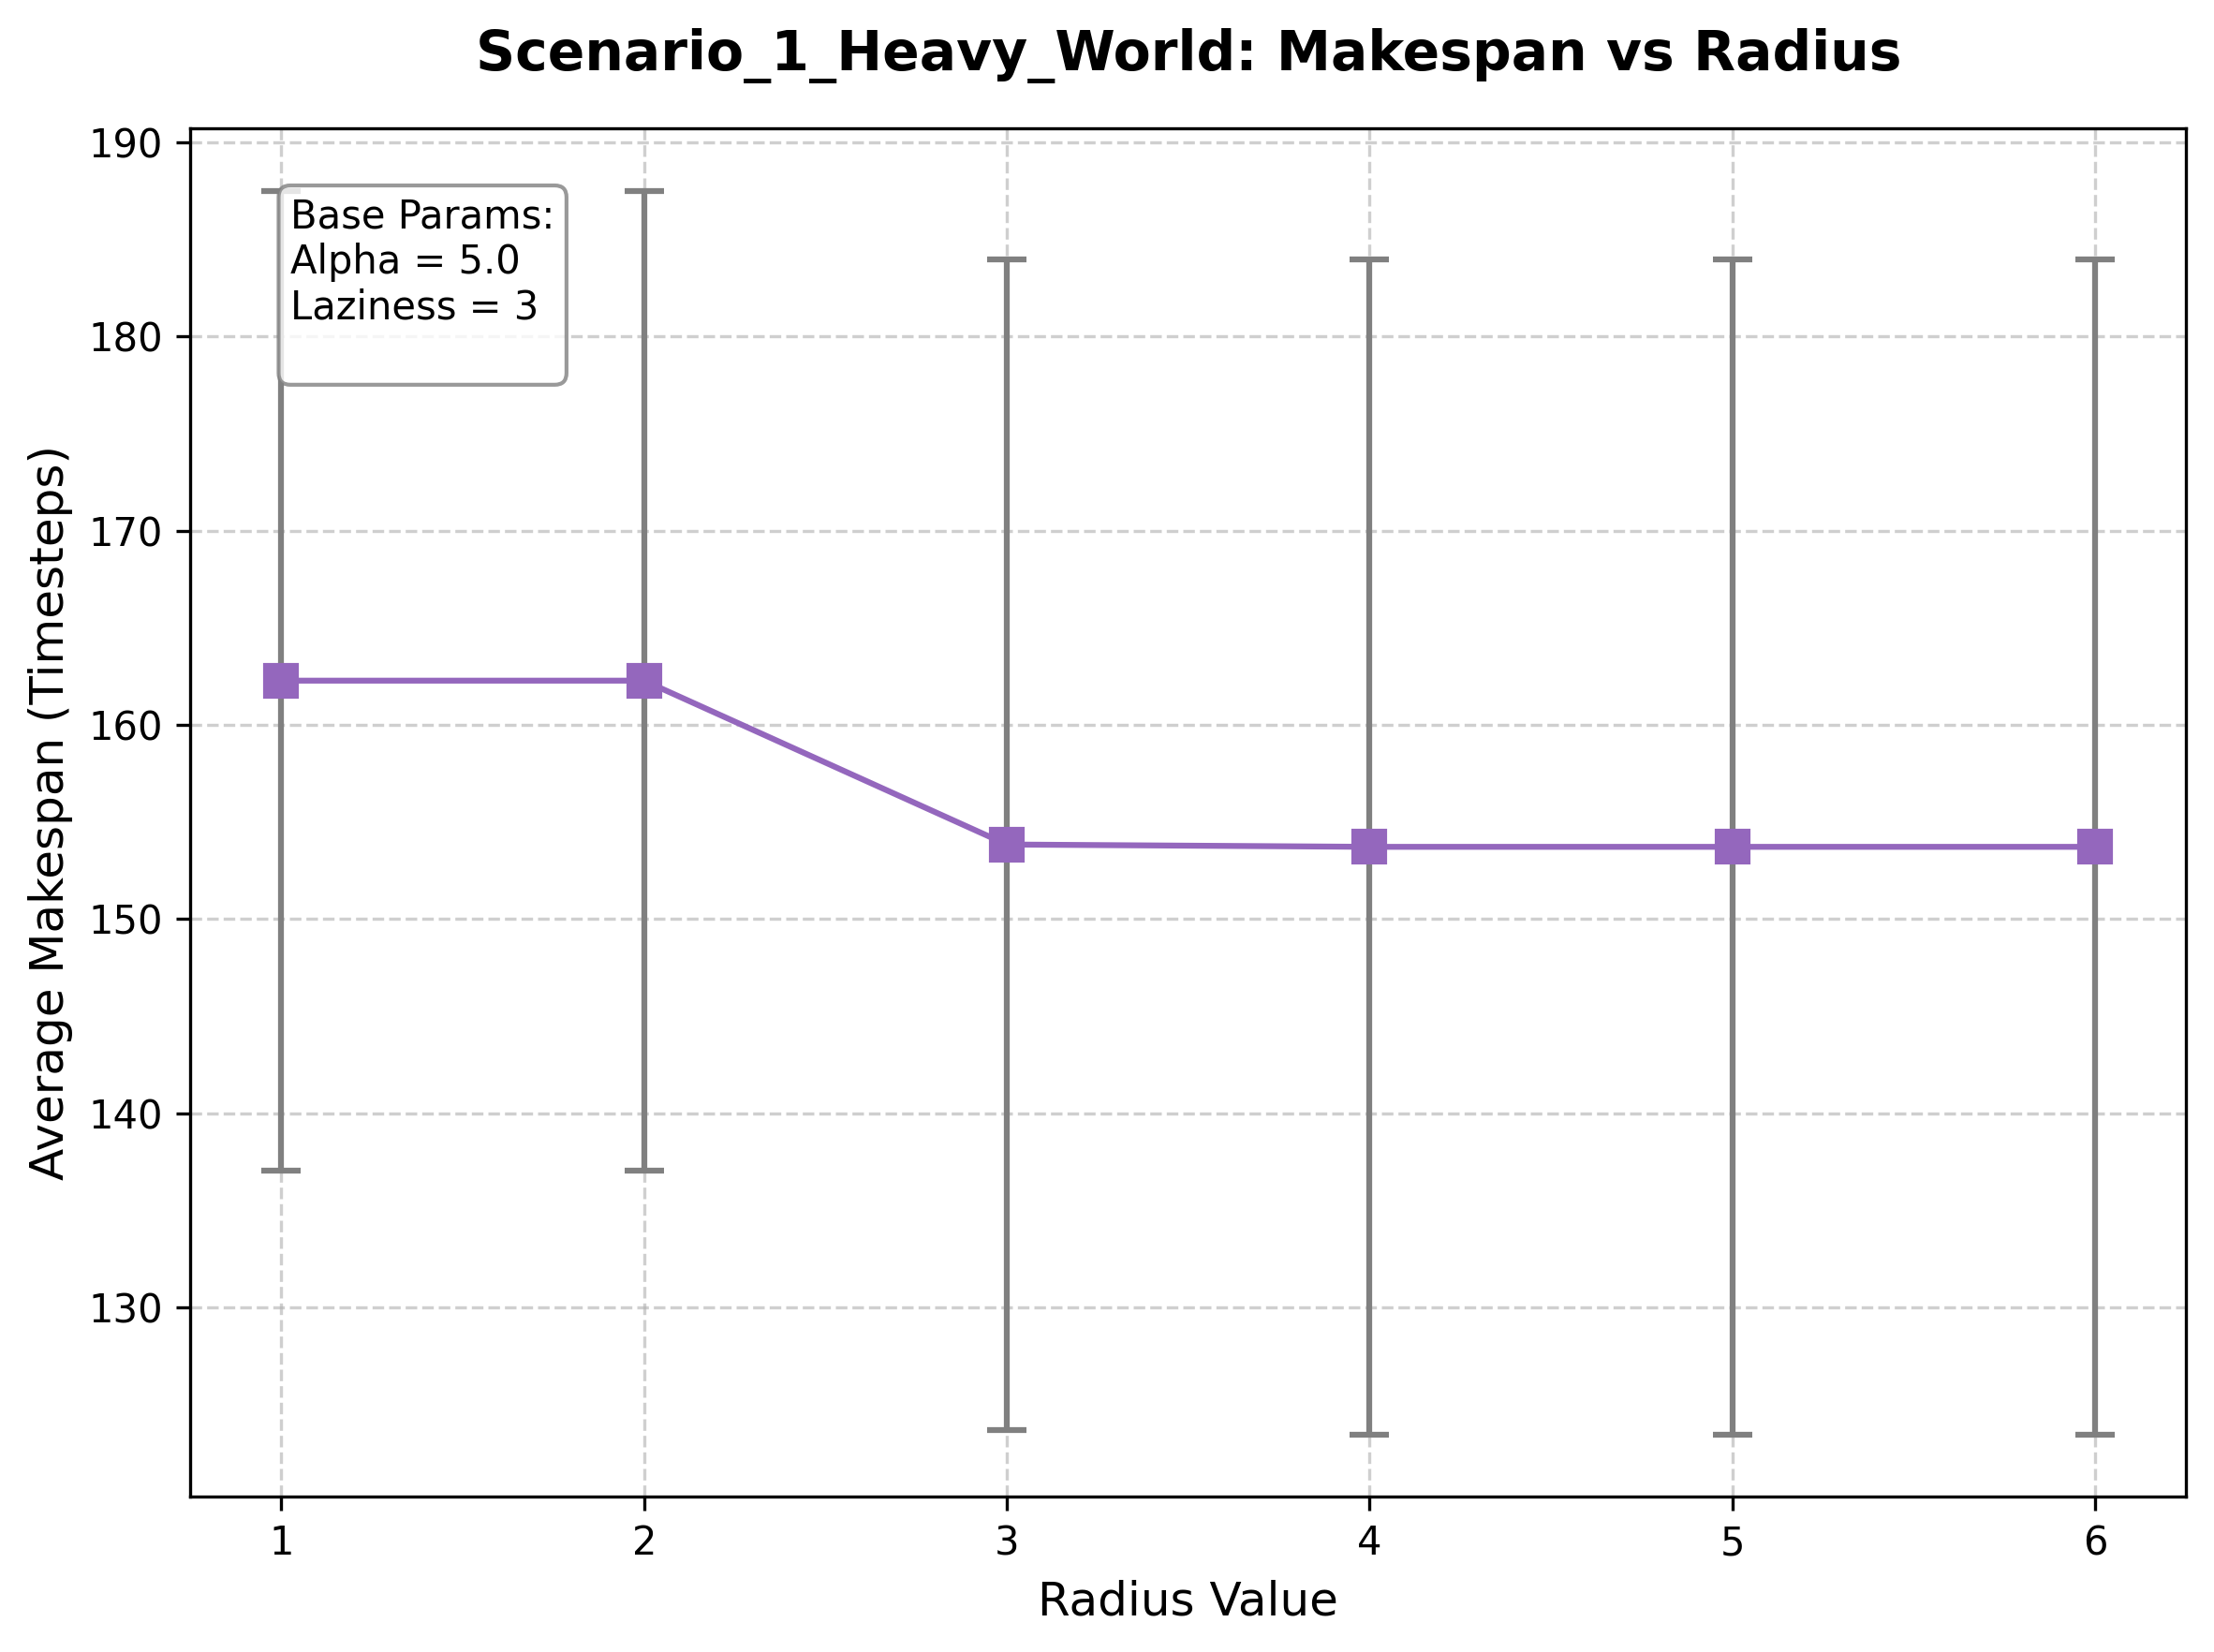 Scenario_1_Heavy_World: Makespan vs Radius
190
180
170
160
150
140
130
Average Makespan (Timesteps)
Base Params:
Alpha = 5.0
Laziness = 3
1 2 3 4 5 6
Radius Value